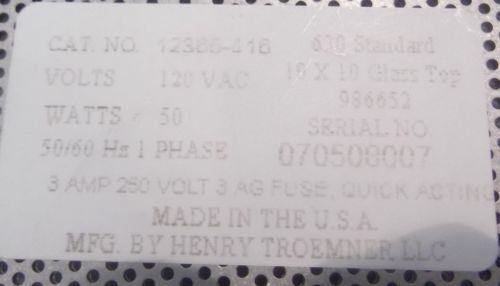 CAT. NO. 12365-416 630 Standard
VOLTS 120 VAC 10 X 10 Glass Top
986652
WATTS 50
SERIAL NO.
50/60 Hz 1 PHASE 070508007
3 AMP 250 VOLT 3 AG FUSE, QUICK ACTING
MADE IN THE U.S.A.
MFG. BY HENRY TROEMNER LLC